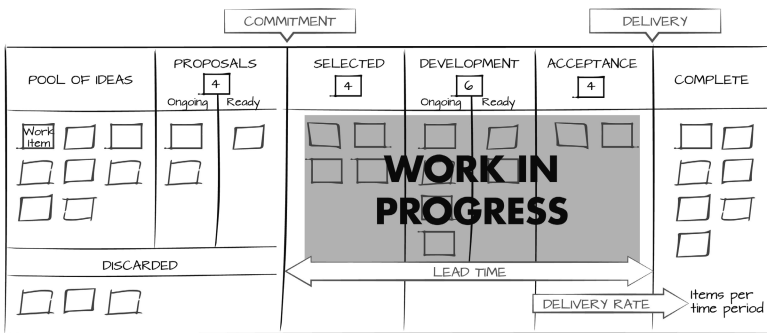 COMMITMENT
DELIVERY
POOL OF IDEAS
PROPOSALS
4
Ongoing
Ready
SELECTED
4
DEVELOPMENT
6
Ongoing
Ready
ACCEPTANCE
4
COMPLETE
Work
Item
WORK IN
PROGRESS
DISCARDED
LEAD TIME
DELIVERY RATE
Items per
time period